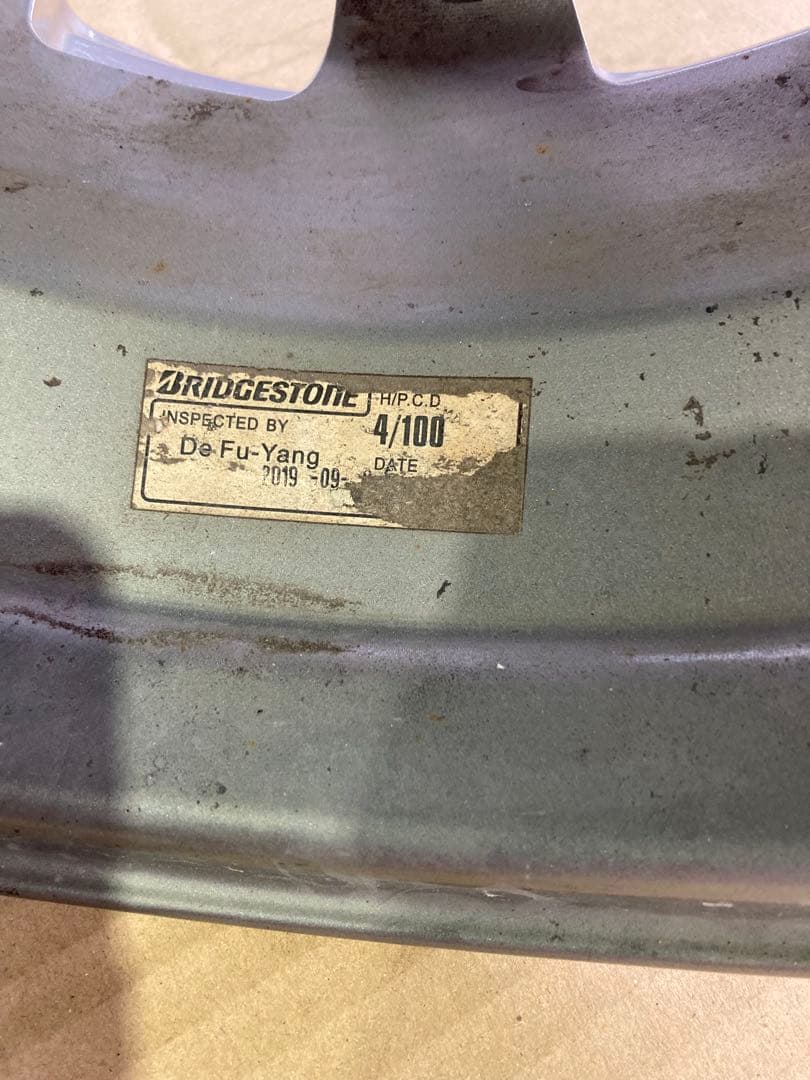 BRIDGESTONE
H/P.C.D
INSPECTED BY
4/100
De Fu-Yang
DATE
2019 -09-